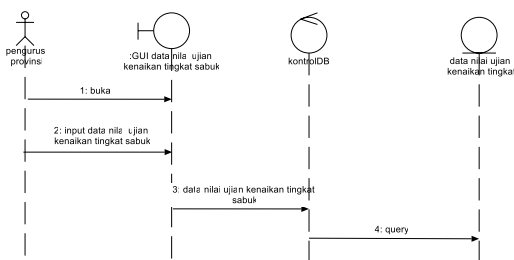 pengurus
provinsi
:GUI data nilai ujian
kenaikan tingkat sabuk
kontrolDB
data nilai ujian
kenaikan tingkat
1: buka
2: input data nilai ujian
kenaikan tingkat sabuk
3: data nilai ujian kenaikan tingkat
sabuk
4: query